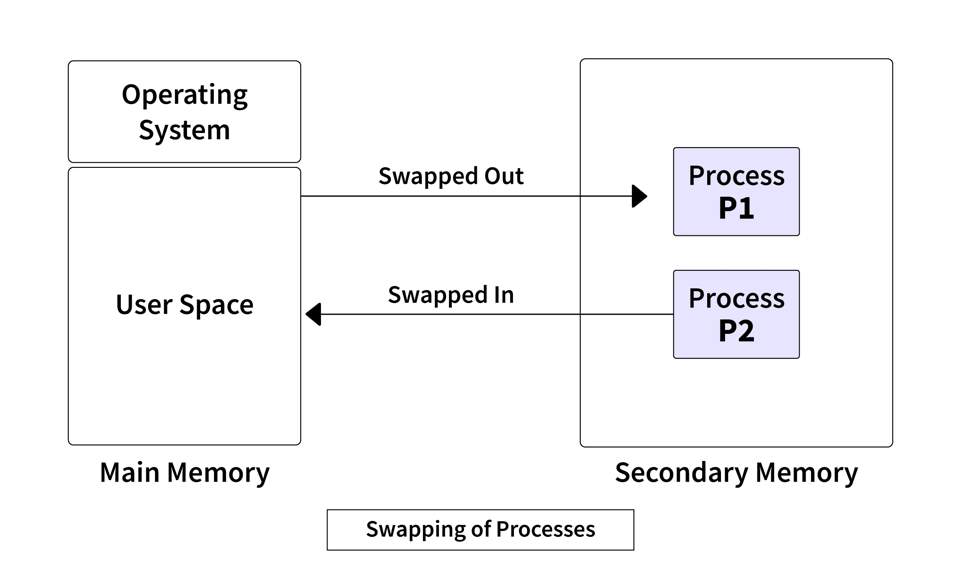 Operating
System
Swapped Out
Process
P1
User Space
Swapped In
Process
P2
Main Memory
Secondary Memory
Swapping of Processes